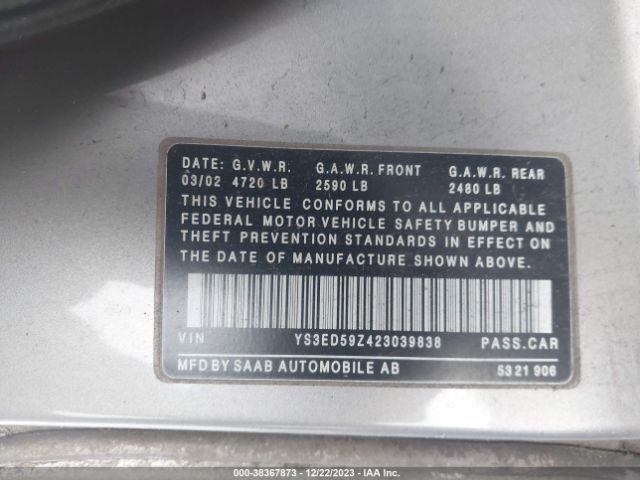 DATE: G.V.W.R. G.A.W.R. FRONT G.A.W.R. REAR
03/02 4720 LB 2590 LB 2480 LB
THIS VEHICLE CONFORMS TO ALL APPLICABLE
FEDERAL MOTOR VEHICLE SAFETY BUMPER AND
THEFT PREVENTION STANDARDS IN EFFECT ON
THE DATE OF MANUFACTURE SHOWN ABOVE.
VIN YS3ED59Z423039838 PASS.CAR
MFD BY SAAB AUTOMOBILE AB 5321906
000-38367873 - 12/22/2023 - IAA Inc.